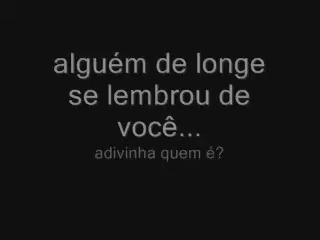 alguém de longe
se lembrou de
você...
adivinha quem é?